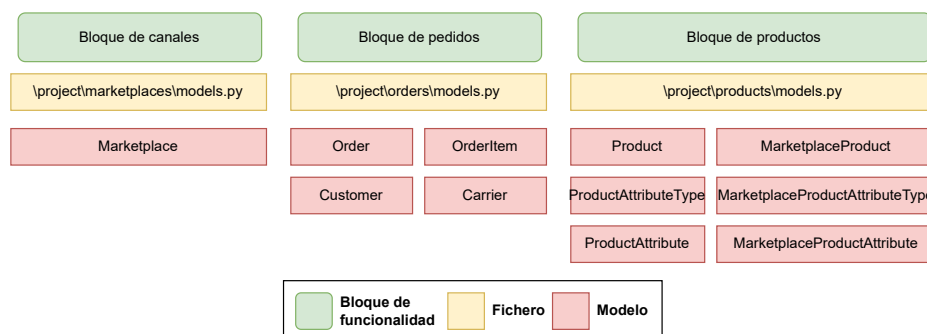 Bloque de canales
Bloque de pedidos
Bloque de productos
\project\marketplaces\models.py
\project\orders\models.py
\project\products\models.py
Marketplace
Order
OrderItem
Product
MarketplaceProduct
Customer
Carrier
ProductAttributeType
MarketplaceProductAttributeType
ProductAttribute
MarketplaceProductAttribute
Bloque de
funcionalidad
Fichero
Modelo